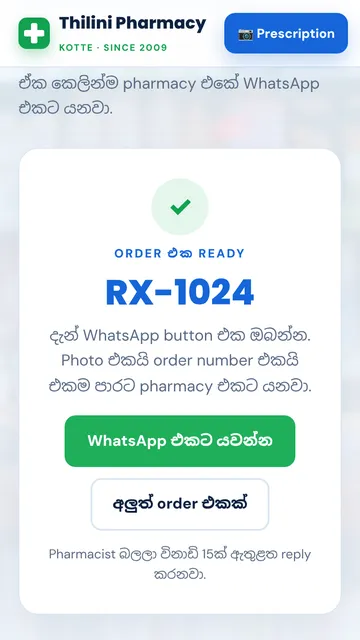 Thilini Pharmacy
KOTTE · SINCE 2009
📷 Prescription
ඒක කෙලින්ම pharmacy එකේ WhatsApp
එකට යනවා.
ORDER එක READY
RX-1024
දැන් WhatsApp button එක ඔබන්න.
Photo එකයි order number එකයි
එකම පාරට pharmacy එකට යනවා.
WhatsApp එකට යවන්න
අලුත් order එකක්
Pharmacist බලලා විනාඩි 15ක් ඇතුළත reply
කරනවා.